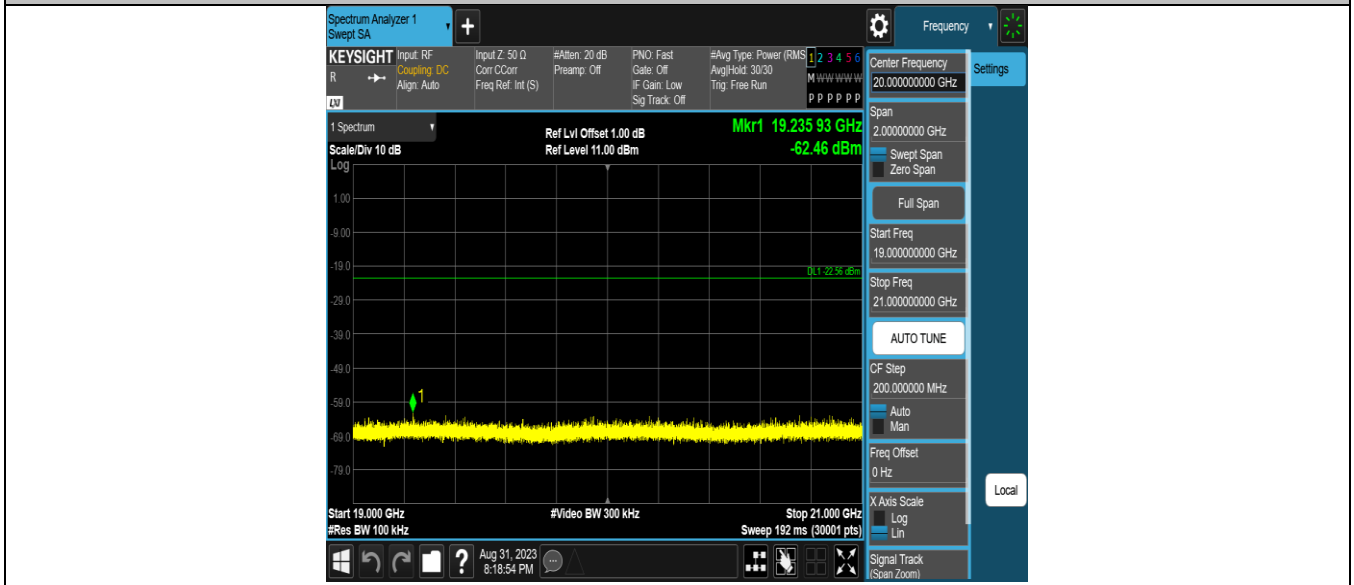 Spectrum Analyzer 1
Swept SA
Frequency
KEYSIGHT
R
LXI
Input: RF
Coupling: DC
Align: Auto
Input Z: 50 Ω
Corr CCorr
Freq Ref: Int (S)
#Atten: 20 dB
Preamp: Off
PNO: Fast
Gate: Off
IF Gain: Low
Sig Track: Off
#Avg Type: Power (RMS
Avg|Hold: 30/30
Trig: Free Run
1 2 3 4 5 6
M W W W W W
P P P P P P
1 Spectrum
Scale/Div 10 dB
Ref Lvl Offset 1.00 dB
Ref Level 11.00 dBm
Mkr1 19.235 93 GHz
-62.46 dBm
Log
1.00
-9.00
-19.0
DL1 -22.56 dBm
-29.0
-39.0
-49.0
-59.0
1
-69.0
-79.0
Start 19.000 GHz
#Res BW 100 kHz
#Video BW 300 kHz
Stop 21.000 GHz
Sweep 192 ms (30001 pts)
Aug 31, 2023
8:18:54 PM
Center Frequency
20.000000000 GHz
Span
2.00000000 GHz
Swept Span
Zero Span
Full Span
Start Freq
19.000000000 GHz
Stop Freq
21.000000000 GHz
AUTO TUNE
CF Step
200.000000 MHz
Auto
Man
Freq Offset
0 Hz
X Axis Scale
Log
Lin
Signal Track
(Span Zoom)
Settings
Local